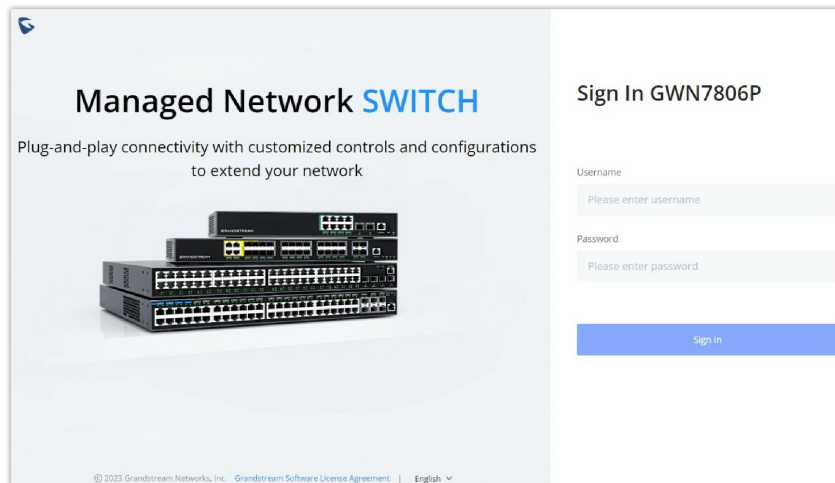 Managed Network SWITCH
Plug-and-play connectivity with customized controls and configurations
to extend your network
GRANDSTREAM
GRANDSTREAM
© 2023 Grandstream Networks, Inc. Grandstream Software License Agreement | English
Sign In GWN7806P
Username
Please enter username
Password
Please enter password
Sign In